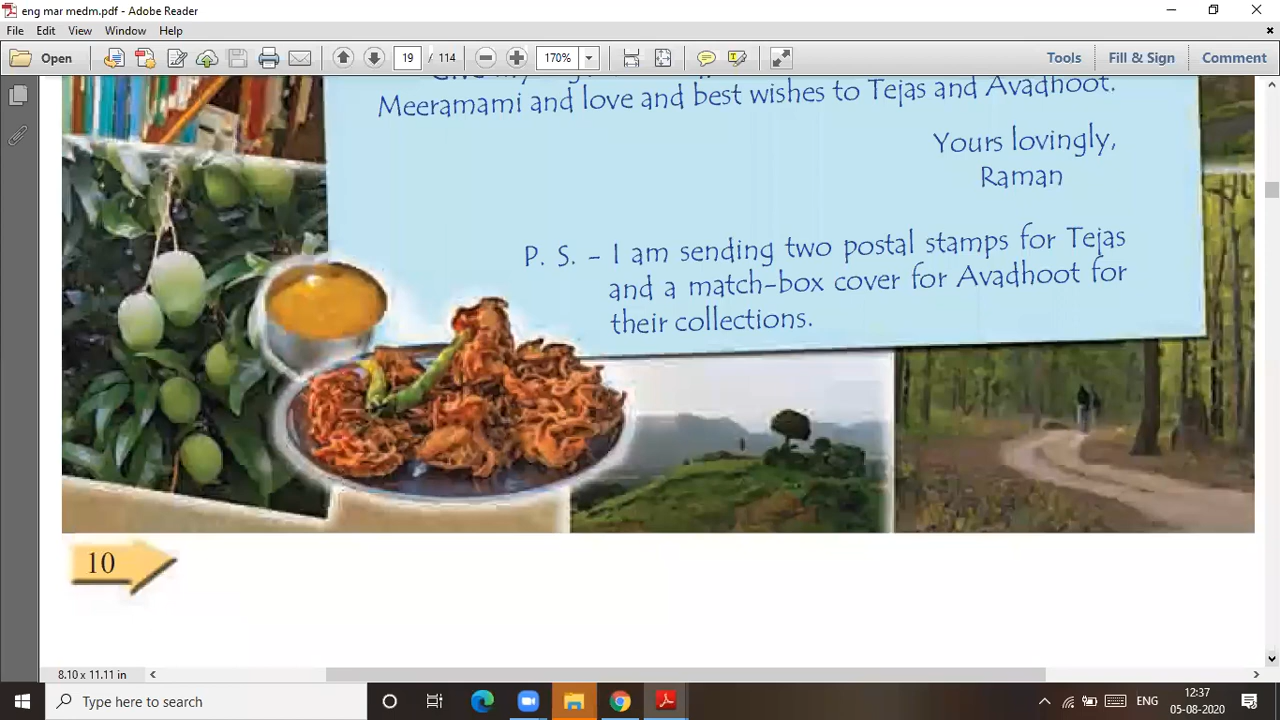 eng mar medm.pdf - Adobe Reader
File Edit View Window Help
Open 19 / 114 170% Tools Fill & Sign Comment
Meeramami and love and best wishes to Tejas and Avadhoot.
Yours lovingly,
Raman
P. S. – I am sending two postal stamps for Tejas
and a match-box cover for Avadhoot for
their collections.
10
8.10 x 11.11 in
Type here to search
ENG
12:37
05-08-2020